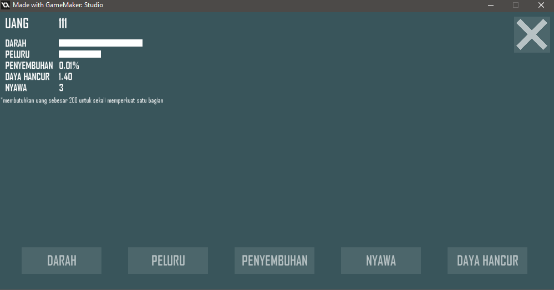 Made with GameMaker: Studio
UANG 111
DARAH
PELURU
PENYEMBUHAN 0.01%
DAYA HANCUR 1.40
NYAWA 3
*membutuhkan uang sebesar 200 untuk sekali memperkuat satu bagian
DARAH PELURU PENYEMBUHAN NYAWA DAYA HANCUR